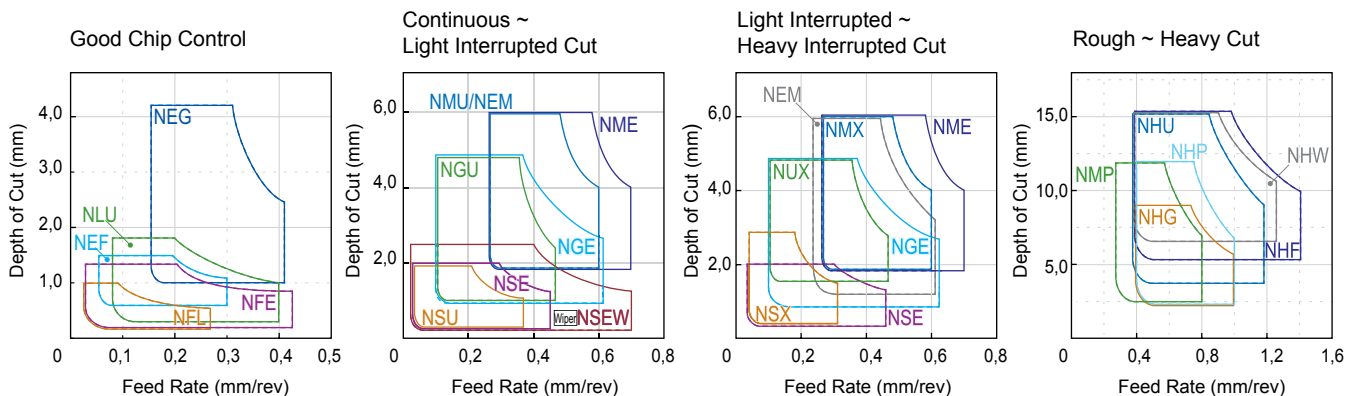 Good Chip Control
Depth of Cut (mm)
4,0
3,0
2,0
1,0
0
0,1
0,2
0,3
0,4
0,5
NEG
NLU
NEF
NFE
NFL
Feed Rate (mm/rev)
Continuous ~
Light Interrupted Cut
Depth of Cut (mm)
6,0
4,0
2,0
0
0,2
0,4
0,6
0,8
NMU/NEM
NME
NGU
NGE
NSE
NSU
Wiper NSEW
Feed Rate (mm/rev)
Light Interrupted ~
Heavy Interrupted Cut
Depth of Cut (mm)
6,0
4,0
2,0
0
0,2
0,4
0,6
0,8
NEM
NMX
NME
NUX
NGE
NSX
NSE
Feed Rate (mm/rev)
Rough ~ Heavy Cut
Depth of Cut (mm)
15,0
10,0
5,0
0
0,4
0,8
1,2
1,6
NHU
NHP
NHW
NMP
NHG
NHF
Feed Rate (mm/rev)